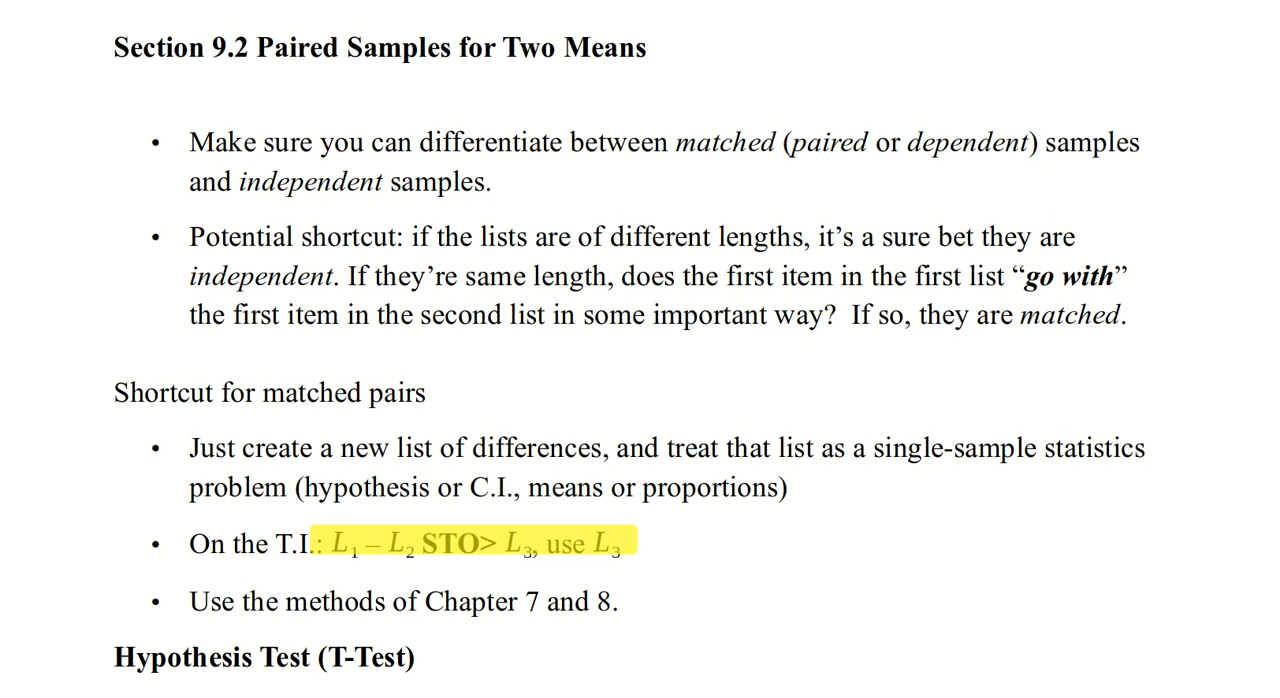 Section 9.2 Paired Samples for Two Means
• Make sure you can differentiate between matched (paired or dependent) samples
and independent samples.
• Potential shortcut: if the lists are of different lengths, it’s a sure bet they are
independent. If they’re same length, does the first item in the first list “go with”
the first item in the second list in some important way? If so, they are matched.
Shortcut for matched pairs
• Just create a new list of differences, and treat that list as a single-sample statistics
problem (hypothesis or C.I., means or proportions)
• On the T.I.: L₁ – L₂ STO> L₃, use L₃
• Use the methods of Chapter 7 and 8.
Hypothesis Test (T-Test)